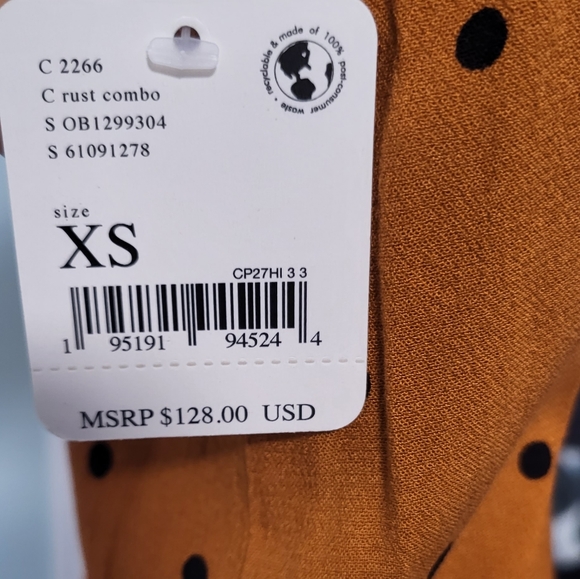 C 2266
C rust combo
S OB1299304
S 61091278
recyclable & made of 100% post-consumer waste •
size
XS
CP27HI 3 3
1 95191 94524 4
MSRP $128.00 USD